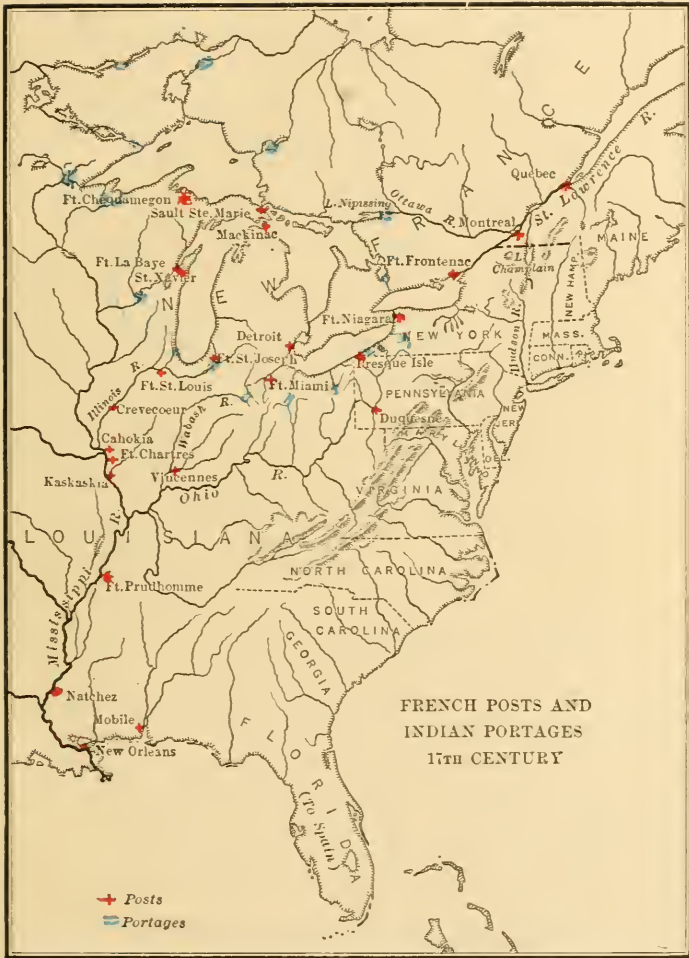 Quebec
St. Lawrence R.
Ft. Chequamegon
Sault Ste. Marie
L. Nipissing
Ottawa R.
Montreal
Mackinac
NEW FRANCE
L. Champlain
MAINE
Ft. La Baye
St. Xavier
Ft. Frontenac
NEW HAMP.
Ft. Niagara
NEW YORK
Hudson R.
MASS.
CONN.
R.I.
Detroit
Ft. St. Joseph
Presque Isle
Ft. St. Louis
Ft. Miami
PENNSYLVANIA
Illinois R.
Crevecoeur
Wabash R.
Duquesne
NEW JER.
MARYLD.
DEL.
Cahokia
Ft. Chartres
Kaskaskia
Vincennes
Ohio R.
VIRGINIA
LOUISIANA
Mississippi R.
NORTH CAROLINA
Ft. Prudhomme
SOUTH
CAROLINA
GEORGIA
Natchez
Mobile
New Orleans
FLORIDA
(To Spain)
FRENCH POSTS AND
INDIAN PORTAGES
17TH CENTURY
Posts
Portages